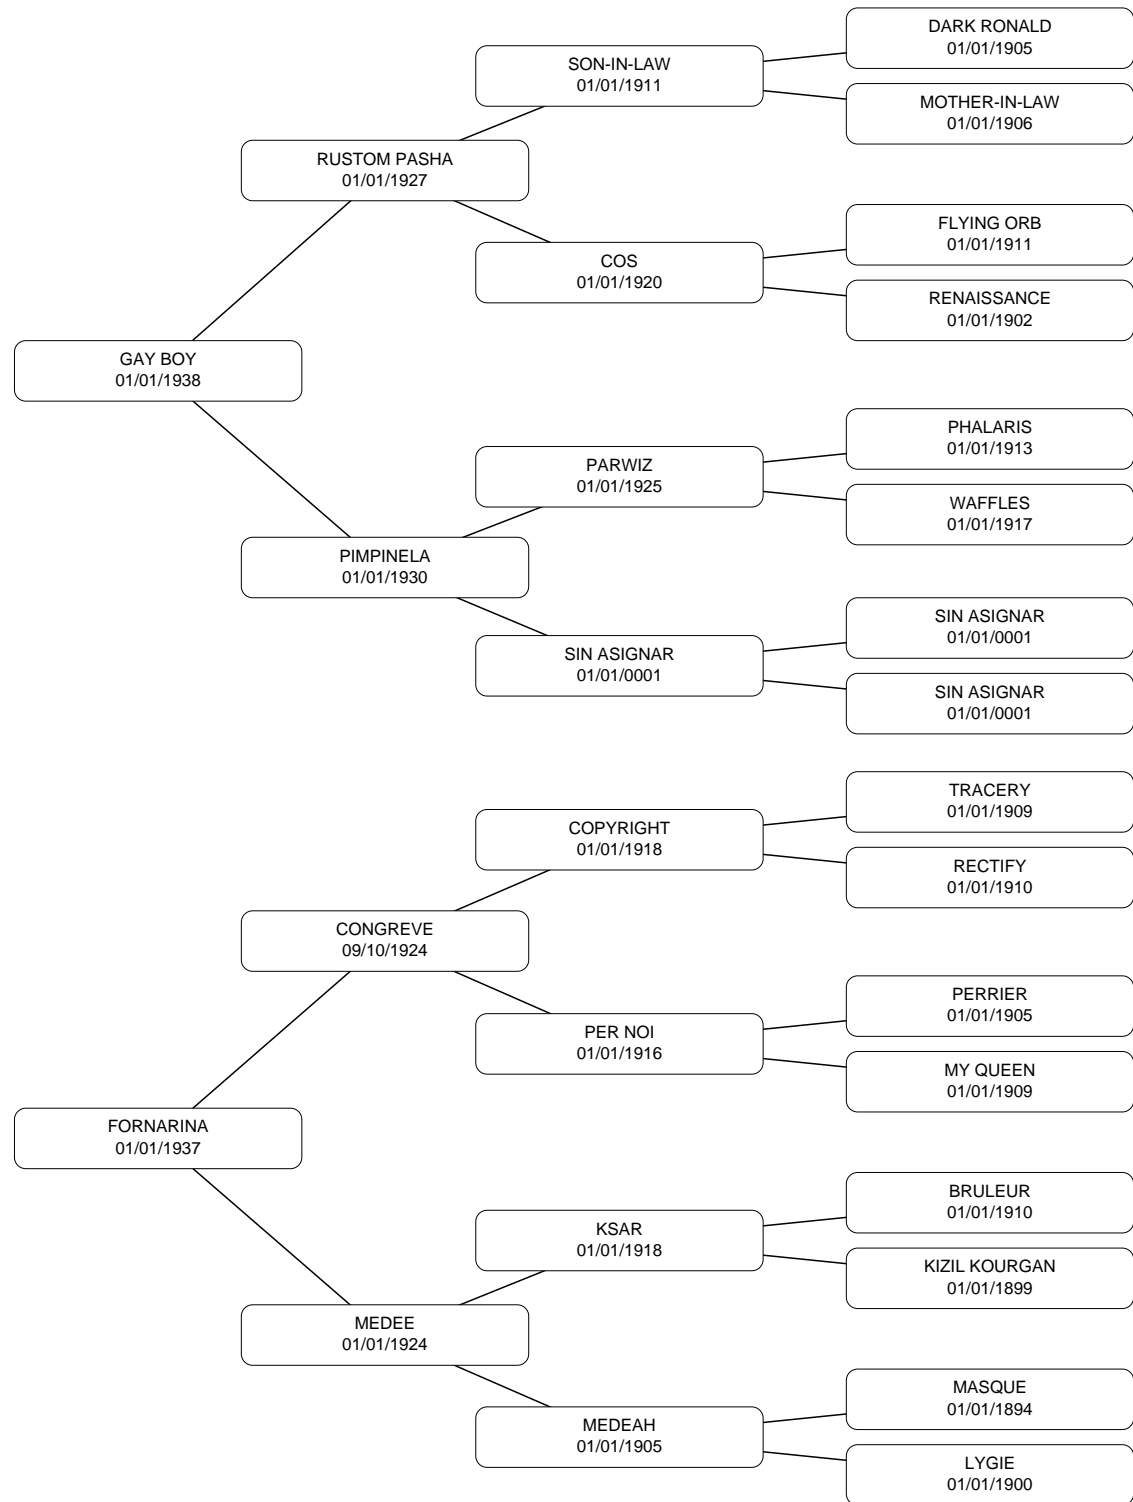 DARK RONALD
01/01/1905
SON-IN-LAW
01/01/1911
MOTHER-IN-LAW
01/01/1906
RUSTOM PASHA
01/01/1927
FLYING ORB
01/01/1911
COS
01/01/1920
RENAISSANCE
01/01/1902
GAY BOY
01/01/1938
PHALARIS
01/01/1913
PARWIZ
01/01/1925
WAFFLES
01/01/1917
PIMPINELA
01/01/1930
SIN ASIGNAR
01/01/0001
SIN ASIGNAR
01/01/0001
SIN ASIGNAR
01/01/0001
TRACERY
01/01/1909
COPYRIGHT
01/01/1918
RECTIFY
01/01/1910
CONGREVE
09/10/1924
PERRIER
01/01/1905
PER NOI
01/01/1916
MY QUEEN
01/01/1909
FORNARINA
01/01/1937
BRULEUR
01/01/1910
KSAR
01/01/1918
KIZIL KOURGAN
01/01/1899
MEDEE
01/01/1924
MASQUE
01/01/1894
MEDEAH
01/01/1905
LYGIE
01/01/1900